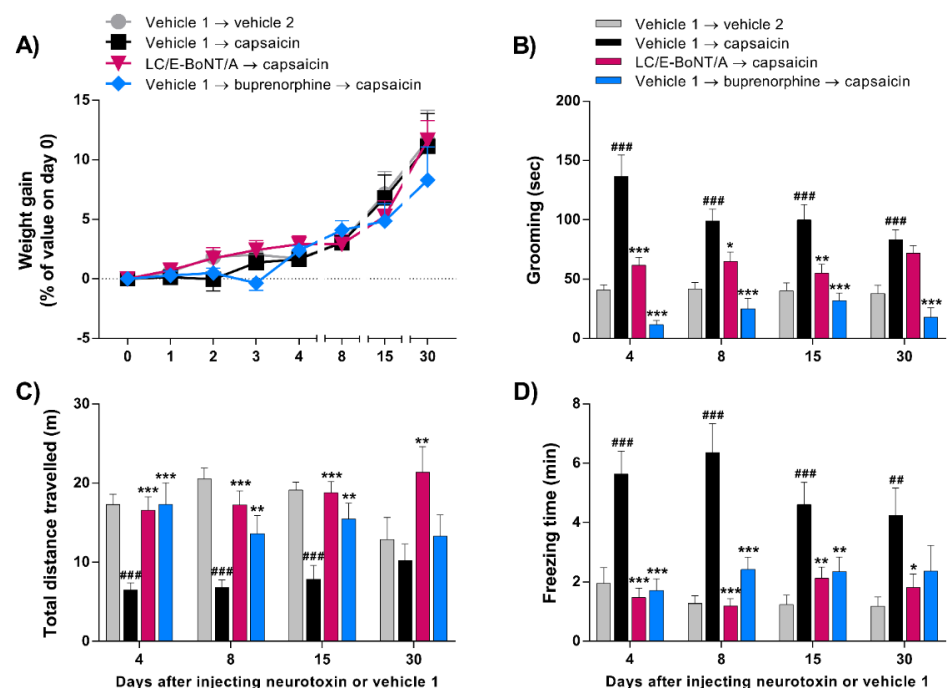 A)
Vehicle 1 → vehicle 2
Vehicle 1 → capsaicin
LC/E-BoNT/A → capsaicin
Vehicle 1 → buprenorphine → capsaicin
Weight gain
(% of value on day 0)
15
10
5
0
-5
0 1 2 3 4 8 15 30
B)
Vehicle 1 → vehicle 2
Vehicle 1 → capsaicin
LC/E-BoNT/A → capsaicin
Vehicle 1 → buprenorphine → capsaicin
Grooming (sec)
200
150
100
50
0
### ### ### ###
*** * **
*** *** *** ***
4 8 15 30
C)
Total distance travelled (m)
30
20
10
0
### ### ###
*** *** *** **
*** ** **
4 8 15 30
Days after injecting neurotoxin or vehicle 1
D)
Freezing time (min)
8
6
4
2
0
### ### ### ##
*** *** ** *
*** *** **
4 8 15 30
Days after injecting neurotoxin or vehicle 1